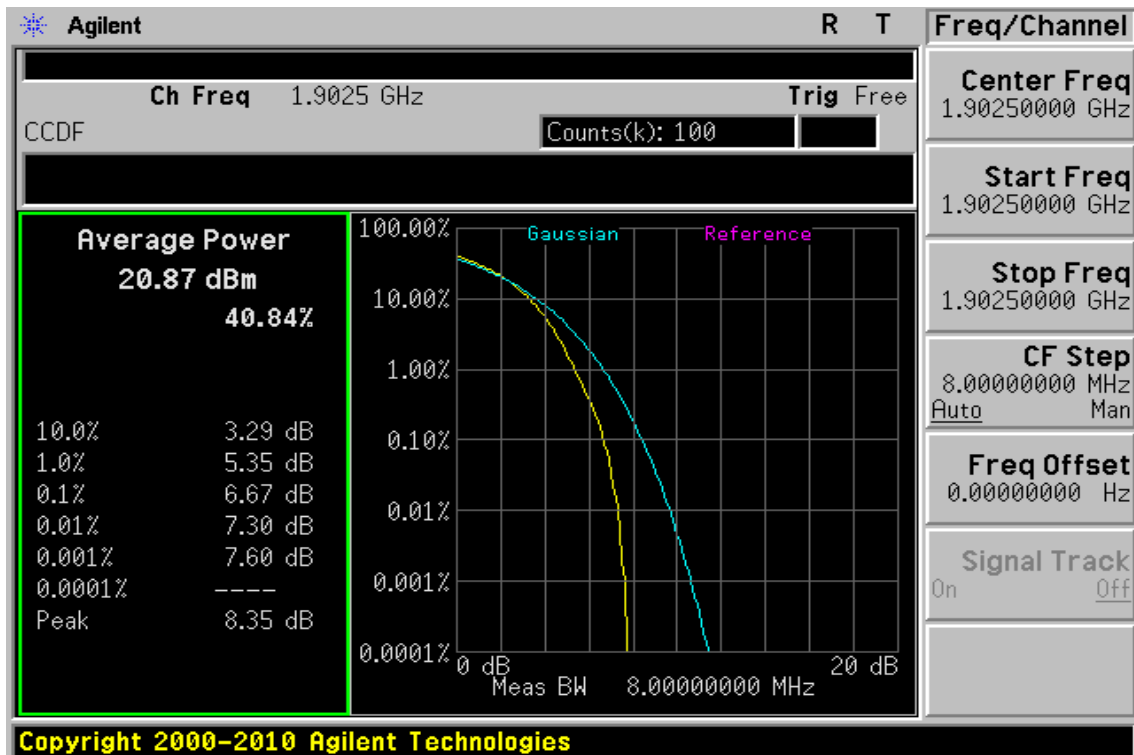 Agilent R T
Ch Freq 1.9025 GHz Trig Free
CCDF Counts(k): 100
Average Power
20.87 dBm
40.84%
10.0% 3.29 dB
1.0% 5.35 dB
0.1% 6.67 dB
0.01% 7.30 dB
0.001% 7.60 dB
0.0001% ----
Peak 8.35 dB
Gaussian Reference
100.00%
10.00%
1.00%
0.10%
0.01%
0.001%
0.0001%
0 dB 20 dB
Meas BW 8.000000000 MHz
Freq/Channel
Center Freq
1.90250000 GHz
Start Freq
1.90250000 GHz
Stop Freq
1.90250000 GHz
CF Step
8.00000000 MHz
Auto Man
Freq Offset
0.00000000 Hz
Signal Track
On Off
Copyright 2000-2010 Agilent Technologies